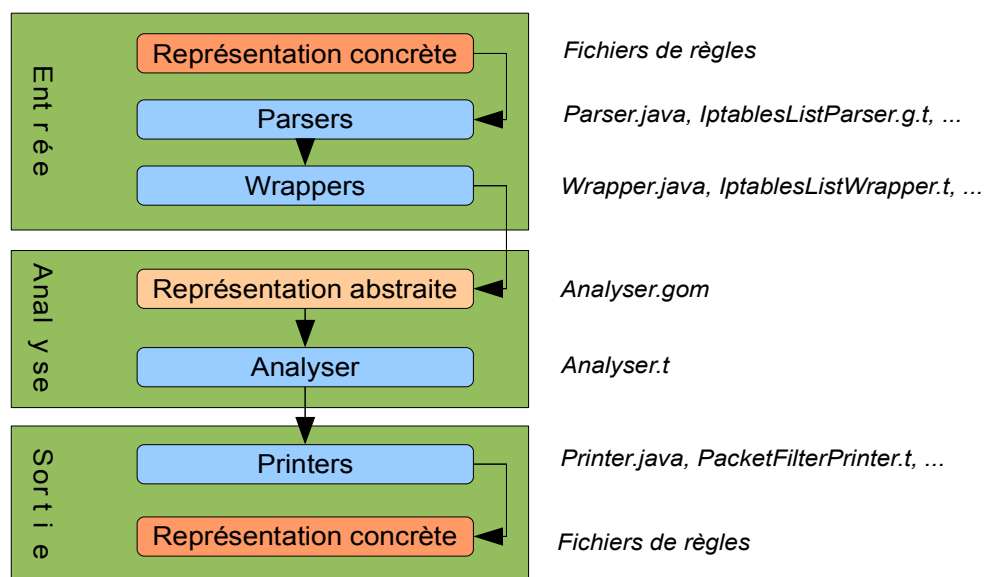 Entrée
Représentation concrète
Fichiers de règles
Parsers
Parser.java, IptablesListParser.g.t, ...
Wrappers
Wrapper.java, IptablesListWrapper.t, ...
Analyse
Représentation abstraite
Analyser.gom
Analyser
Analyser.t
Sortie
Printers
Printer.java, PacketFilterPrinter.t, ...
Représentation concrète
Fichiers de règles